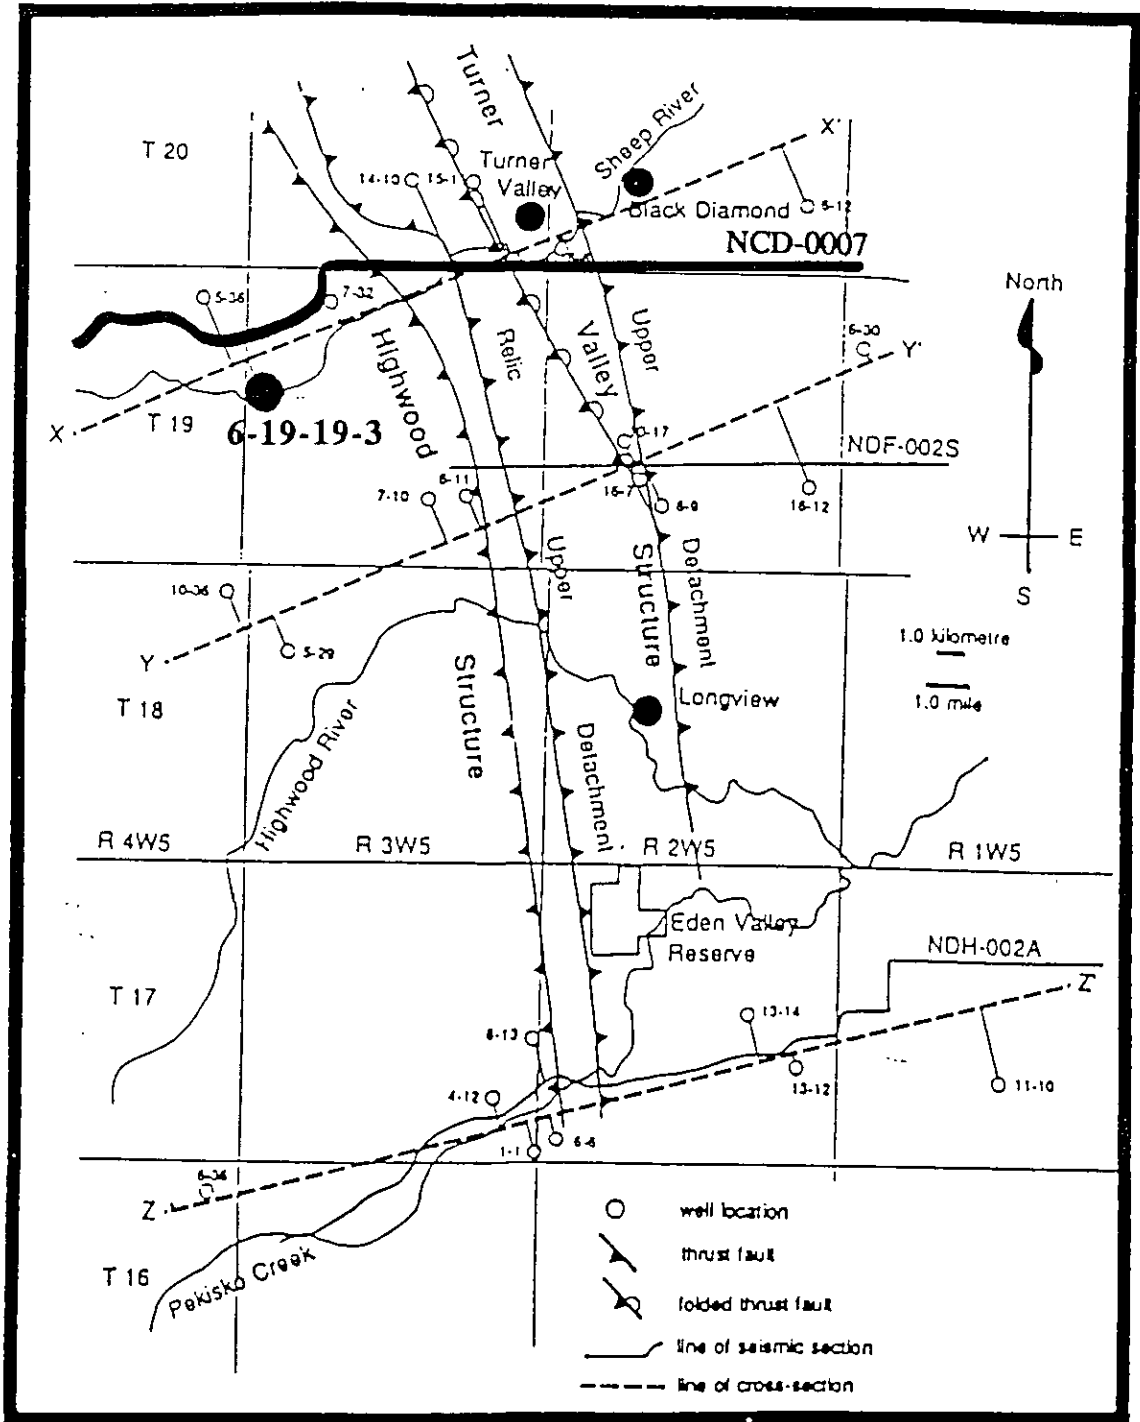 T 20
Turner
Sheep River
X'
14-10
15-1
Turner
Valley
Black Diamond
6-12
NCD-0007
North
5-36
7-32
Highwood
Relic
Valley
Upper
6-30
Y'
X
T 19
6-19-19-3
NDF-002S
7-10
6-11
16-7
8-9
16-12
W
E
S
Upper
Structure
Detachment
10-36
5-29
Y
1.0 kilometre
1.0 mile
T 18
Highwood River
Structure
Detachment
Longview
R 4W5
R 3W5
R 2W5
R 1W5
Eden Valley
Reserve
NDH-002A
T 17
Z'
13-14
8-13
4-12
13-12
11-10
1-1
6-6
6-36
Z
T 16
Pekisko Creek
well location
thrust fault
folded thrust fault
line of seismic section
line of cross-section